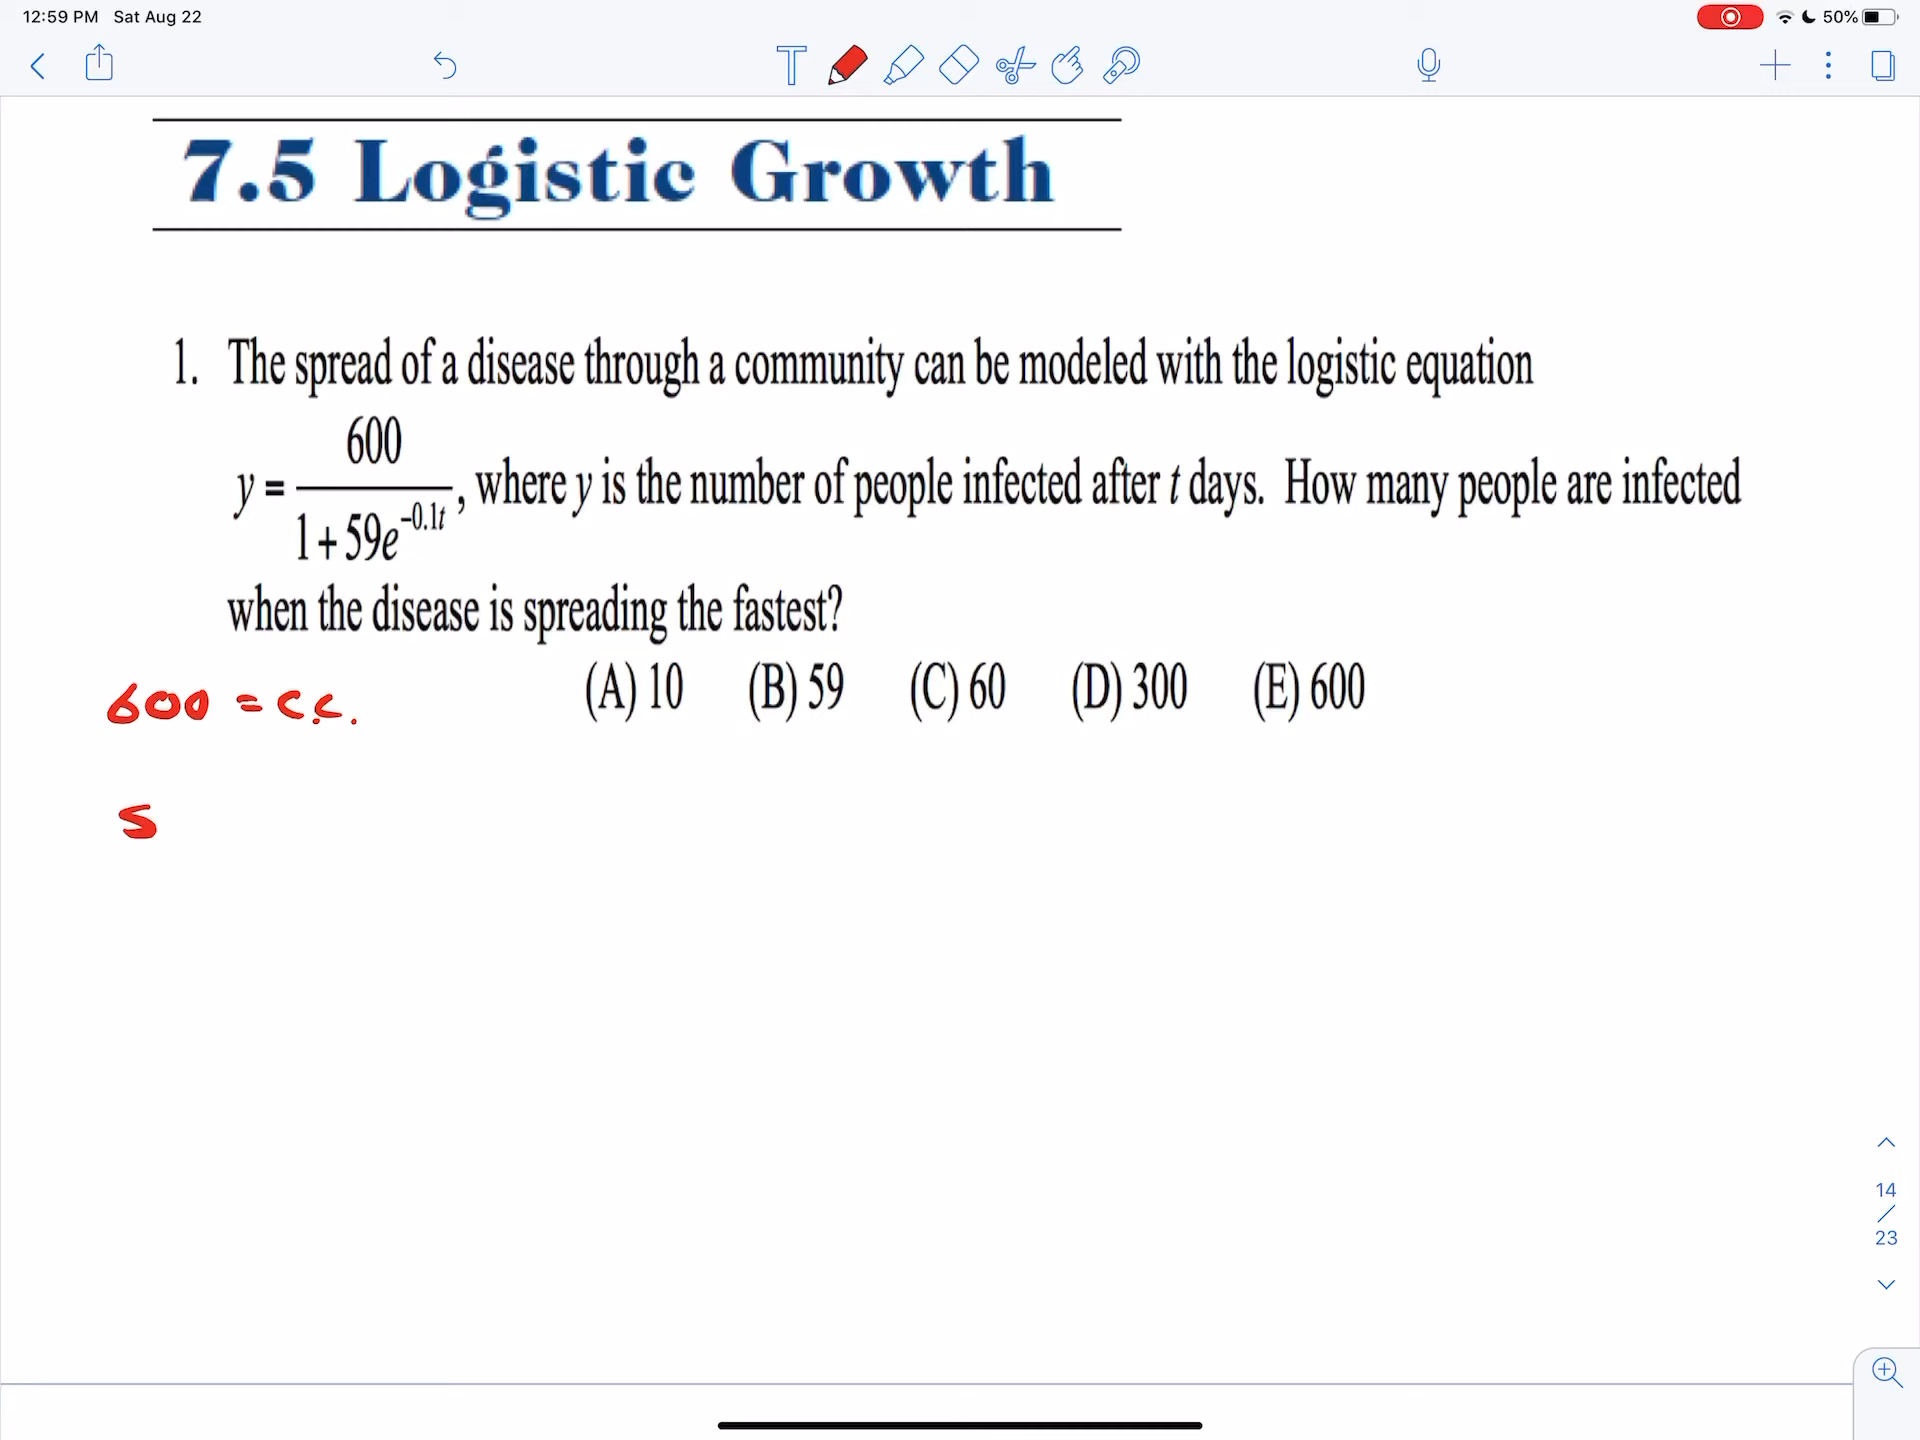 12:59 PM Sat Aug 22 50%
T
7.5 Logistic Growth
1. The spread of a disease through a community can be modeled with the logistic equation
y = 600 / (1 + 59e^{-0.1t}), where y is the number of people infected after t days. How many people are infected
when the disease is spreading the fastest?
(A) 10 (B) 59 (C) 60 (D) 300 (E) 600
600 = C.C.
S
14
/
23